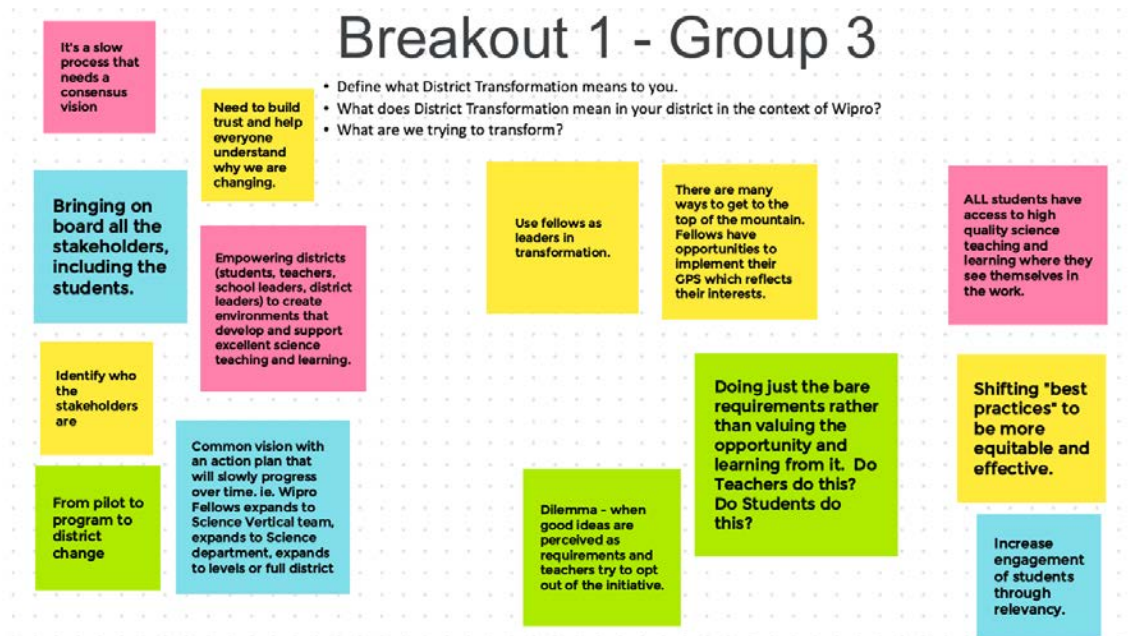 Breakout 1 - Group 3
• Define what District Transformation means to you.
• What does District Transformation mean in your district in the context of Wipro?
• What are we trying to transform?
It's a slow
process that
needs a
consensus
vision
Need to build
trust and help
everyone
understand
why we are
changing.
Bringing on
board all the
stakeholders,
including the
students.
Empowering districts
(students, teachers,
school leaders, district
leaders) to create
environments that
develop and support
excellent science
teaching and learning.
Identify who
the
stakeholders
are
Common vision with
an action plan that
will slowly progress
over time. ie. Wipro
Fellows expands to
Science Vertical team,
expands to Science
department, expands
to levels or full district
From pilot to
program to
district
change
Use fellows as
leaders in
transformation.
There are many
ways to get to the
top of the mountain.
Fellows have
opportunities to
implement their
GPS which reflects
their interests.
Doing just the bare
requirements rather
than valuing the
opportunity and
learning from it. Do
Teachers do this?
Do Students do
this?
Dilemma - when
good ideas are
perceived as
requirements and
teachers try to opt
out of the initiative.
ALL students have
access to high
quality science
teaching and
learning where they
see themselves in
the work.
Shifting "best
practices" to
be more
equitable and
effective.
Increase
engagement
of students
through
relevancy.